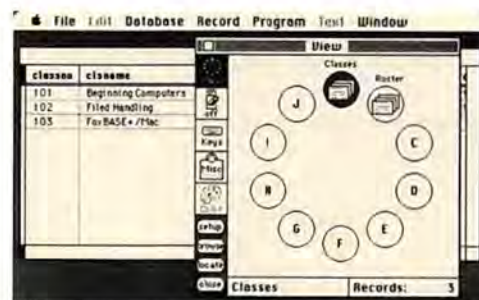 File Edit Database Record Program Text Window
View
classno clsname
101 Beginning Computers
102 Filed Handling
103 FoxBASE+/Mac
off
Keys
Misc
setup
browse
locate
close
Classes
Roster
J
C
I
D
H
E
G
F
Classes Records: 3